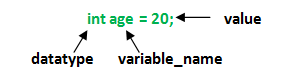 int age = 20; value
datatype variable_name